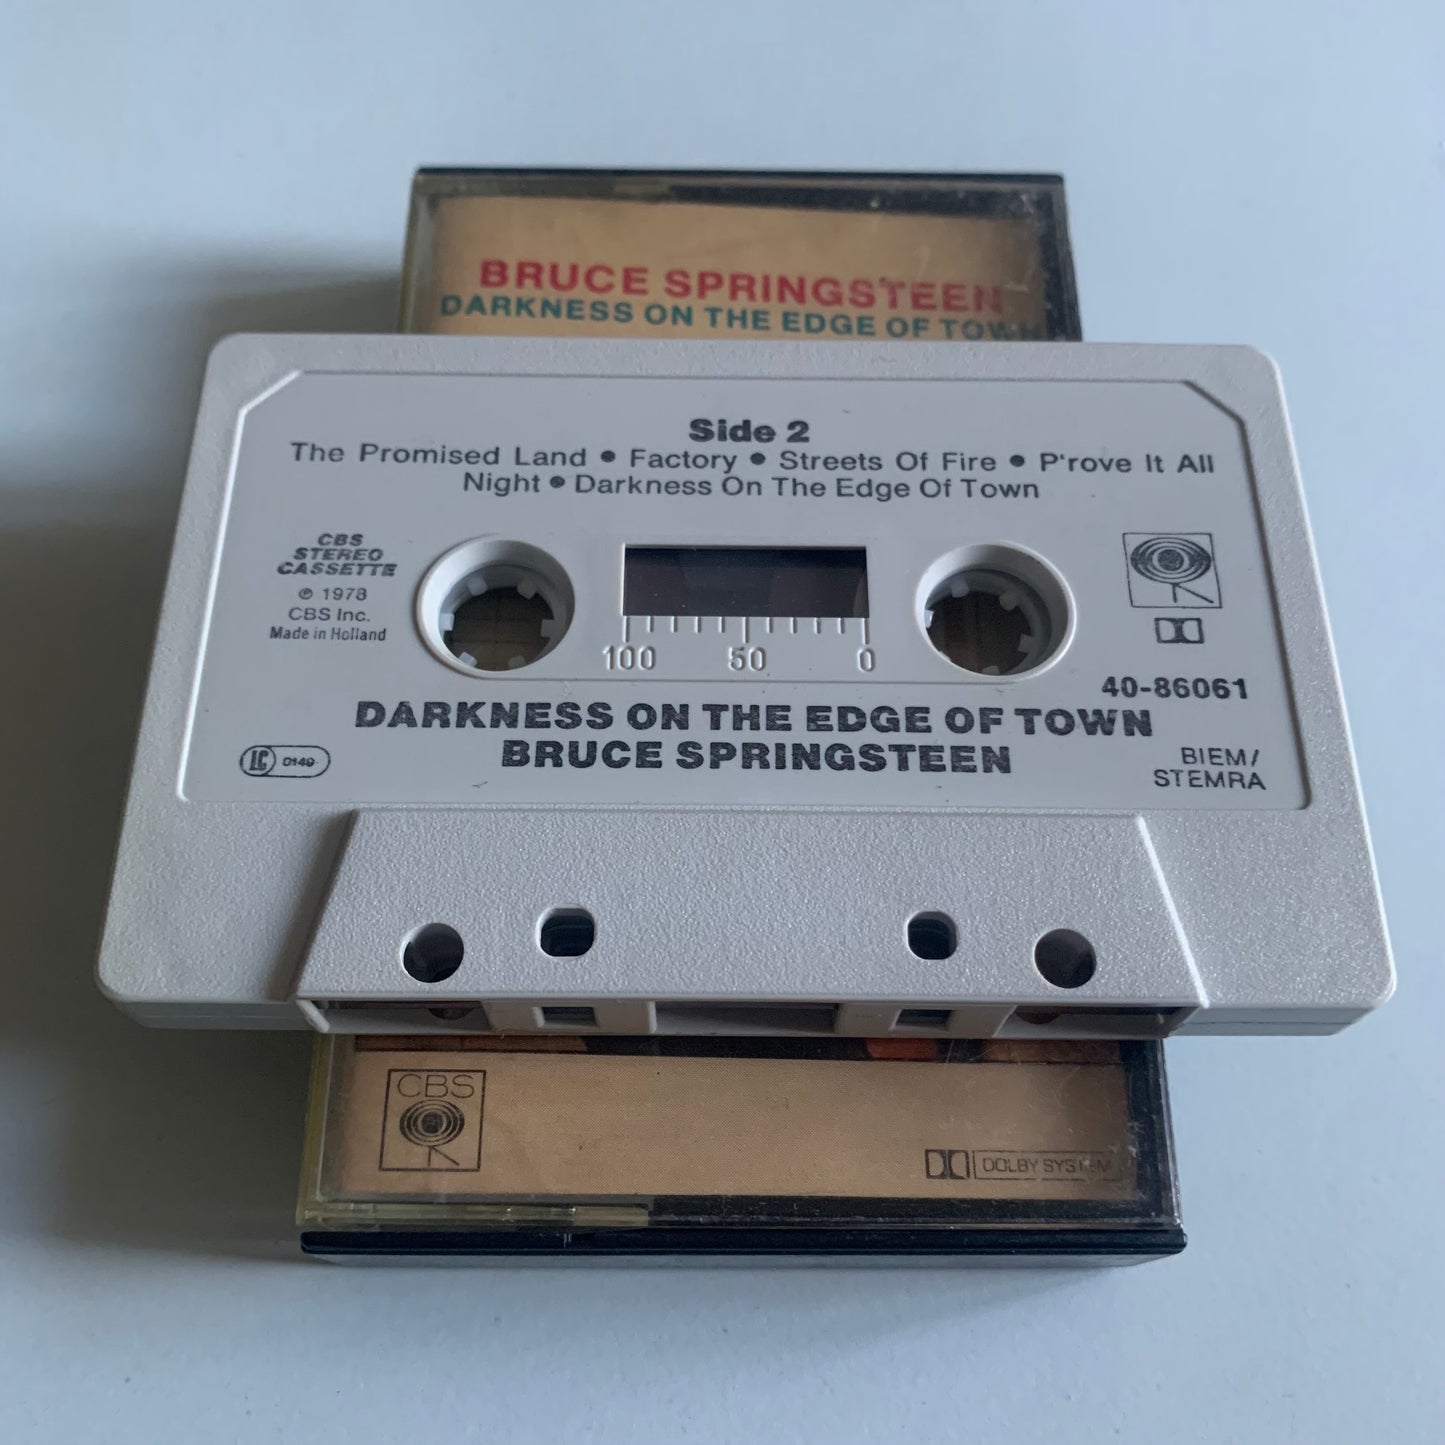 BRUCE SPRINGSTEEN
DARKNESS ON THE EDGE OF TOWN
Side 2
The Promised Land ● Factory ● Streets Of Fire ● P'rove It All
Night ● Darkness On The Edge Of Town
CBS
STEREO
CASSETTE
℗ 1978
CBS Inc.
Made in Holland
100 50 0
40-86061
DARKNESS ON THE EDGE OF TOWN
BRUCE SPRINGSTEEN
LC 0149
BIEM/
STEMRA
CBS
DOLBY SYSTEM